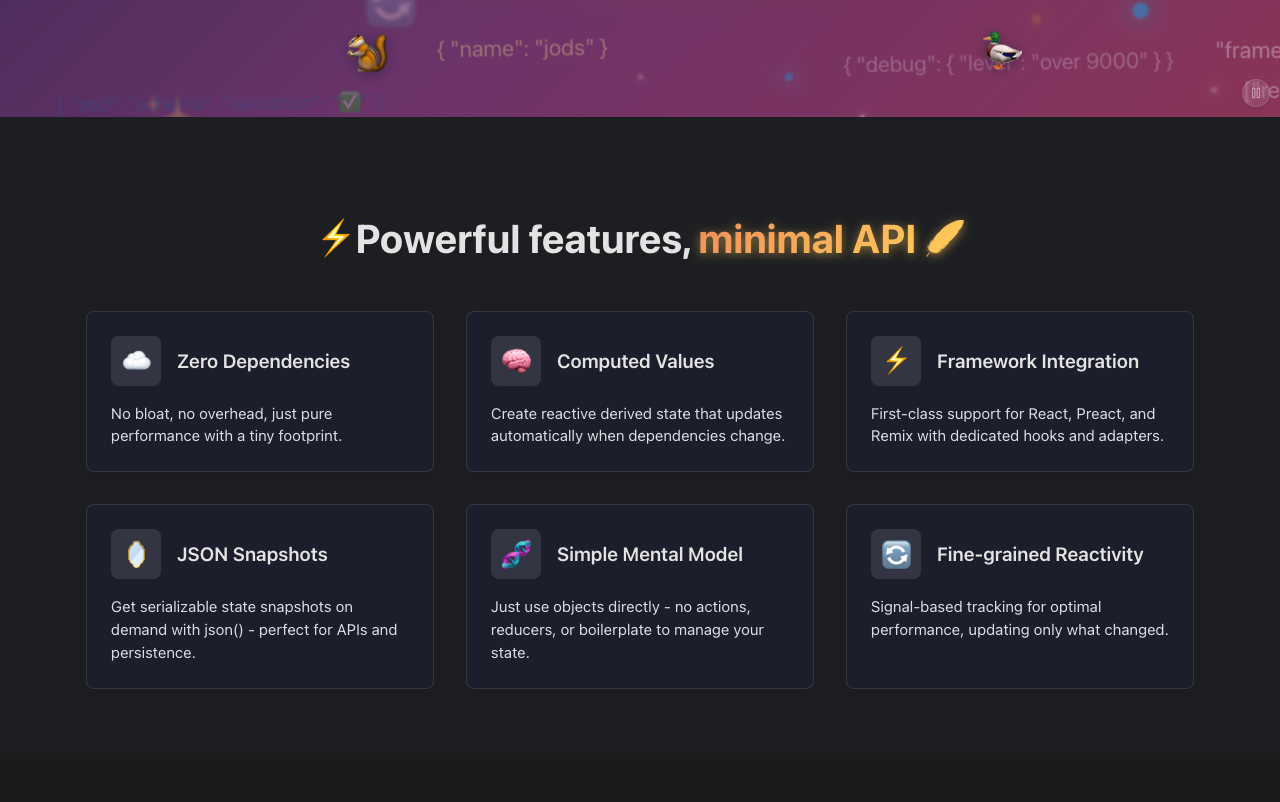 { "name": "jods" }
{ "debug": { "level": "over 9000" } }
"frame
⚡Powerful features, minimal API
Zero Dependencies
No bloat, no overhead, just pure
performance with a tiny footprint.
Computed Values
Create reactive derived state that updates
automatically when dependencies change.
Framework Integration
First-class support for React, Preact, and
Remix with dedicated hooks and adapters.
JSON Snapshots
Get serializable state snapshots on
demand with json() - perfect for APIs and
persistence.
Simple Mental Model
Just use objects directly - no actions,
reducers, or boilerplate to manage your
state.
Fine-grained Reactivity
Signal-based tracking for optimal
performance, updating only what changed.